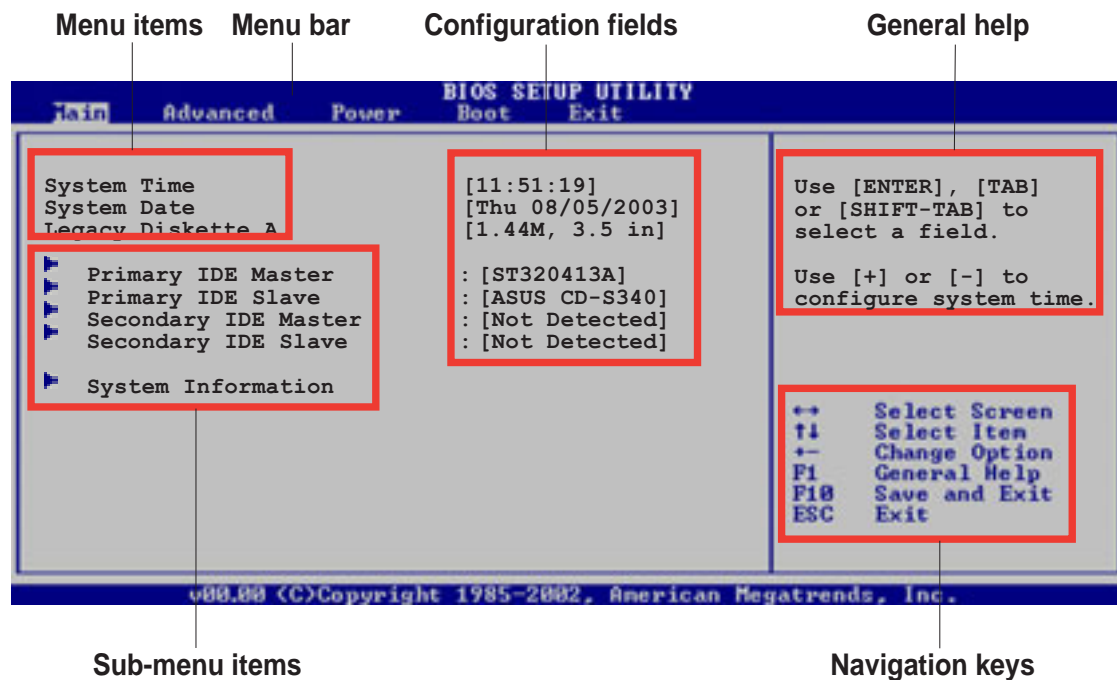 Menu items Menu bar Configuration fields General help
BIOS SETUP UTILITY
Main Advanced Power Boot Exit
System Time [11:51:19]
System Date [Thu 08/05/2003]
Legacy Diskette A [1.44M, 3.5 in]
Primary IDE Master : [ST320413A]
Primary IDE Slave : [ASUS CD-S340]
Secondary IDE Master : [Not Detected]
Secondary IDE Slave : [Not Detected]
System Information
Use [ENTER], [TAB]
or [SHIFT-TAB] to
select a field.
Use [+] or [-] to
configure system time.
↔ Select Screen
↑↓ Select Item
+- Change Option
F1 General Help
F10 Save and Exit
ESC Exit
v00.00 (C)Copyright 1985-2002, American Megatrends, Inc.
Sub-menu items Navigation keys